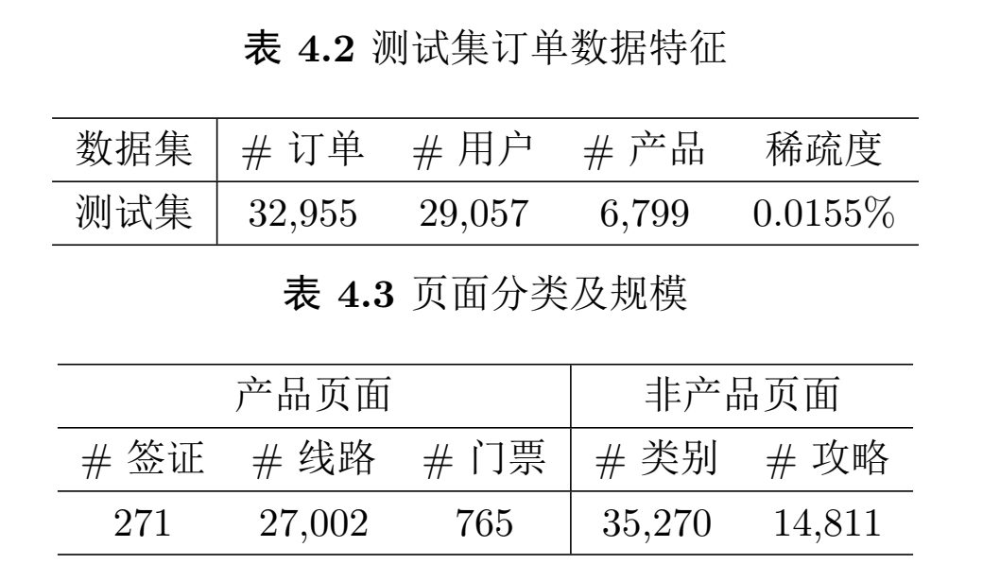 表 4.2 测试集订单数据特征
数据集 # 订单 # 用户 # 产品 稀疏度
测试集 32,955 29,057 6,799 0.0155%
表 4.3 页面分类及规模
产品页面 非产品页面
# 签证 # 线路 # 门票 # 类别 # 攻略
271 27,002 765 35,270 14,811